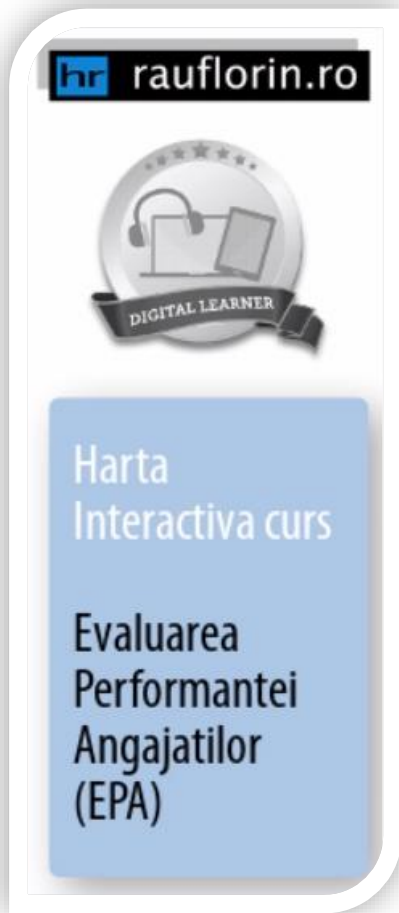 hr rauflorin.ro
DIGITAL LEARNER
Harta
Interactiva curs
Evaluarea
Performantei
Angajatilor
(EPA)